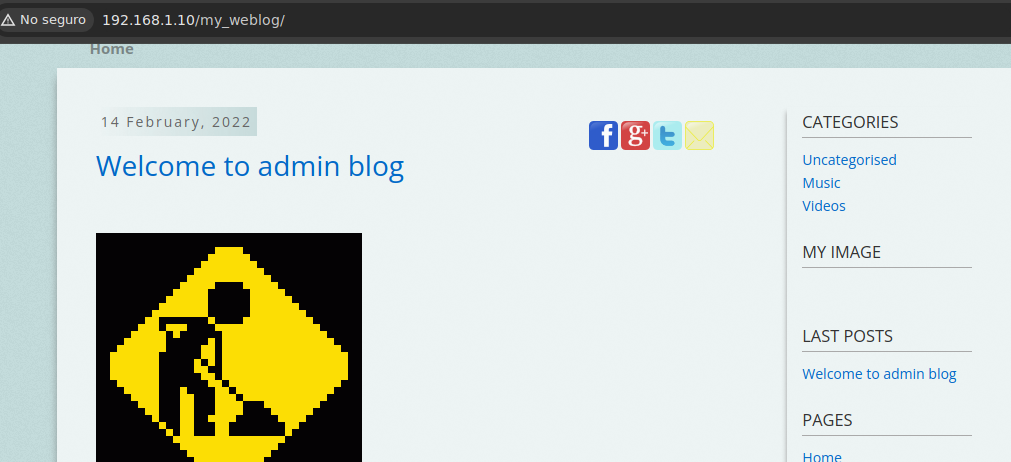 No seguro 192.168.1.10/my_weblog/
Home
14 February, 2022
Welcome to admin blog
CATEGORIES
Uncategorised
Music
Videos
MY IMAGE
LAST POSTS
Welcome to admin blog
PAGES
Home